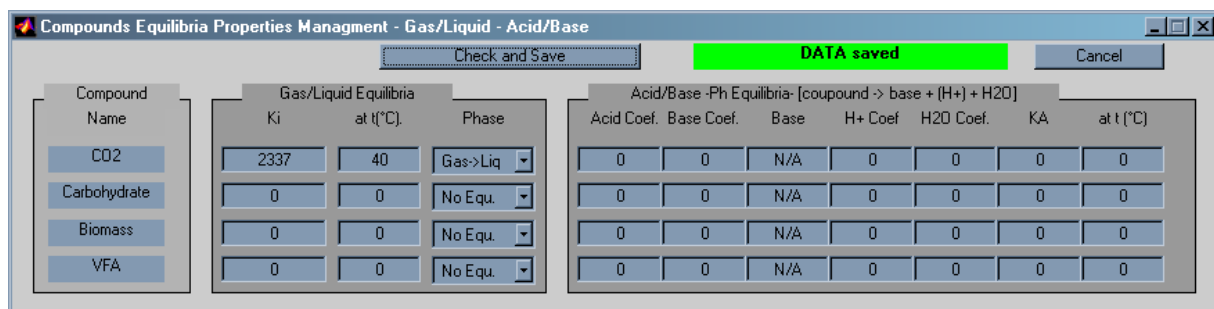 Compounds Equilibria Properties Managment - Gas/Liquid - Acid/Base
Check and Save DATA saved Cancel
Compound Gas/Liquid Equilibria Acid/Base -Ph Equilibria- [coupound -> base + (H+) + H2O]
Name Ki at t(°C). Phase Acid Coef. Base Coef. Base H+ Coef H2O Coef. KA at t (°C)
CO2 2337 40 Gas->Liq 0 0 N/A 0 0 0 0
Carbohydrate 0 0 No Equ. 0 0 N/A 0 0 0 0
Biomass 0 0 No Equ. 0 0 N/A 0 0 0 0
VFA 0 0 No Equ. 0 0 N/A 0 0 0 0